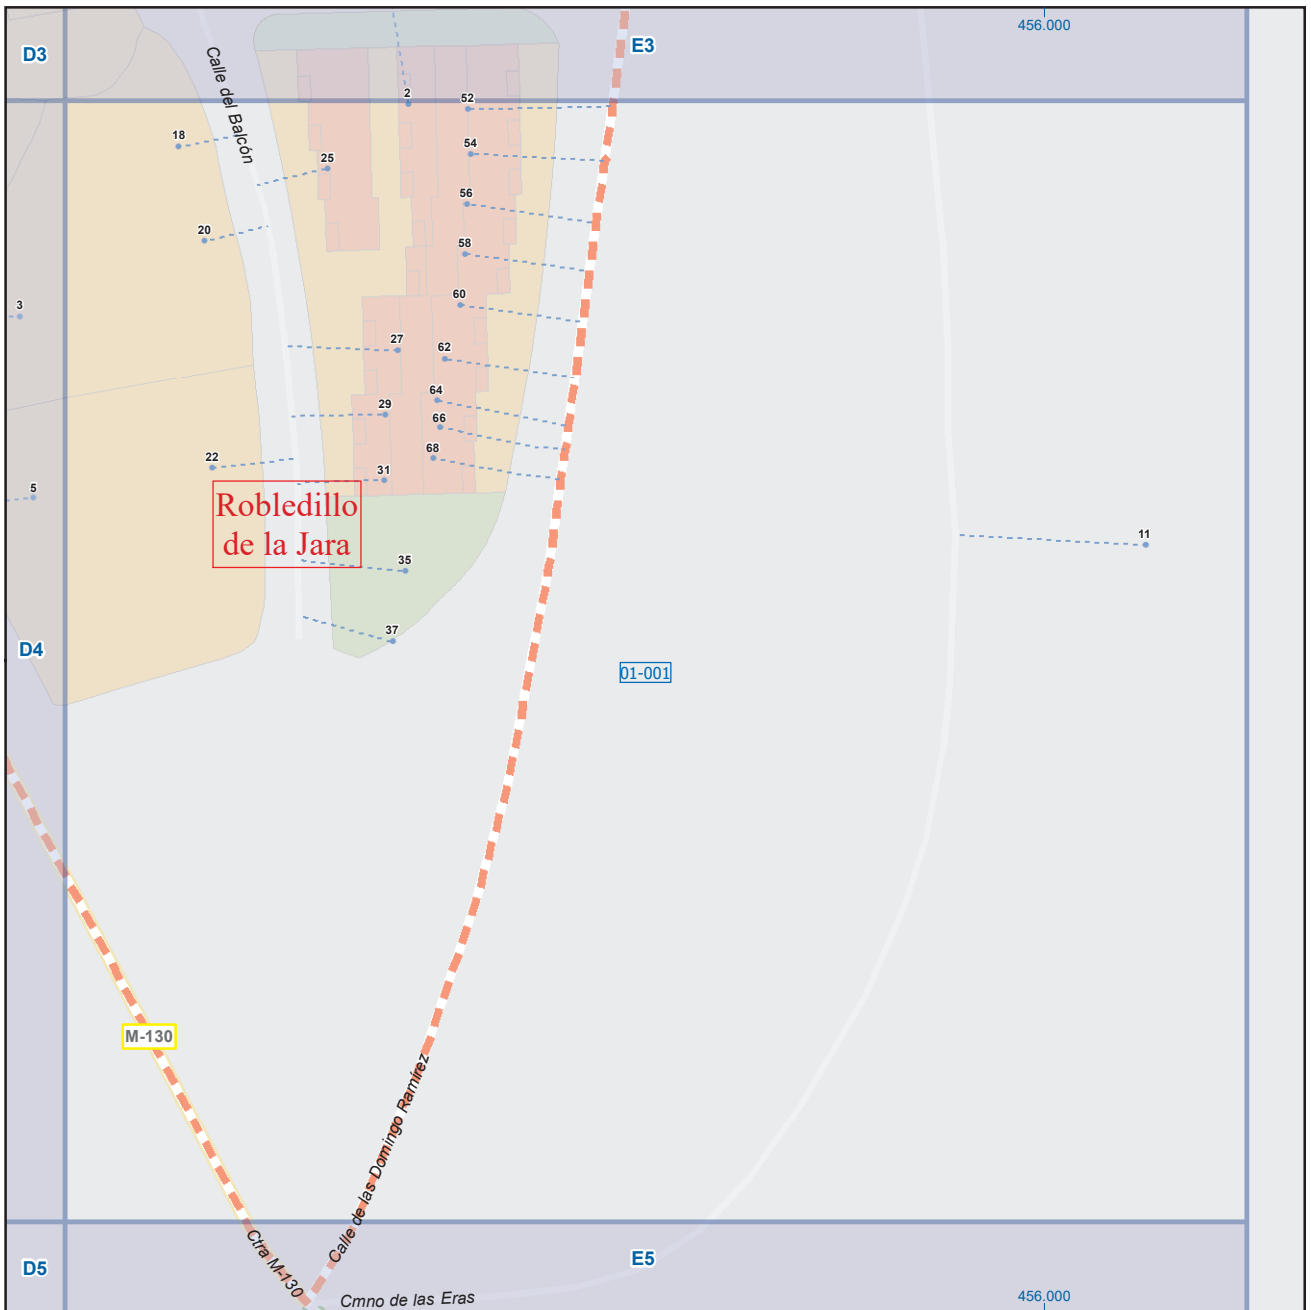 456.000
D3
E3
Calle del Balcón
2
52
18
54
25
56
20
58
60
3
27
62
64
29
66
68
22
31
5
Robledillo
de la Jara
11
35
37
D4
01-001
M-130
Calle de las Domingo Ramírez
Ctra M-130
D5
E5
Cmno de las Eras
456.000